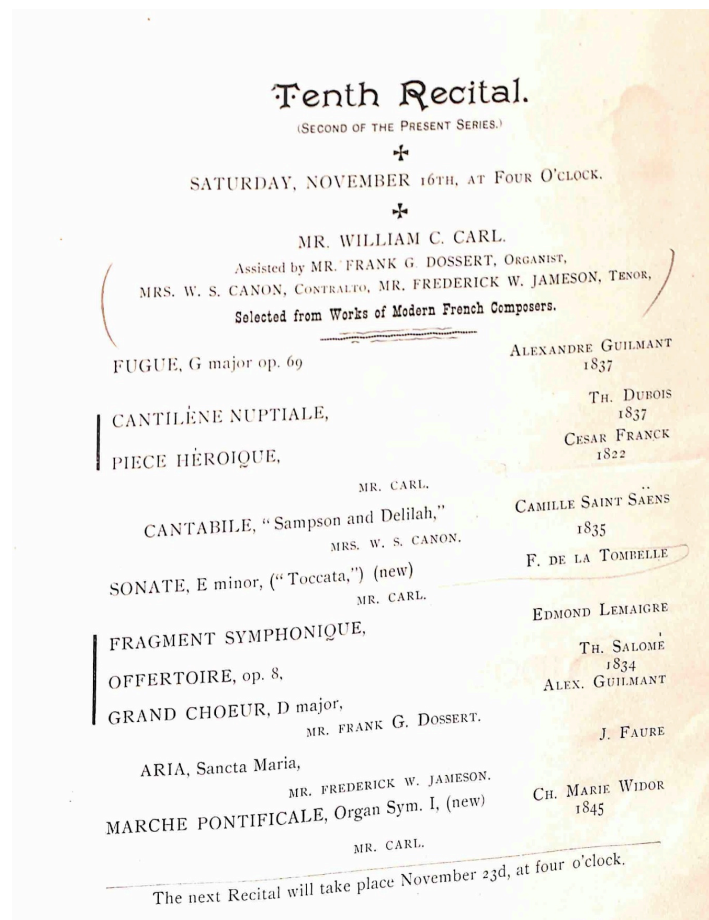 Tenth Recital.
(SECOND OF THE PRESENT SERIES.)
SATURDAY, NOVEMBER 16TH, AT FOUR O'CLOCK.
MR. WILLIAM C. CARL.
Assisted by MR. FRANK G. DOSSERT, ORGANIST,
MRS. W. S. CANON, CONTRALTO, MR. FREDERICK W. JAMESON, TENOR,
Selected from Works of Modern French Composers.
FUGUE, G major op. 69 ALEXANDRE GUILMANT
1837
CANTILÈNE NUPTIALE, TH. DUBOIS
1837
PIECE HÈROIQUE, CESAR FRANCK
1822
MR. CARL.
CANTABILE, "Sampson and Delilah," CAMILLE SAINT SAËNS
1835
MRS. W. S. CANON.
SONATE, E minor, ("Toccata,") (new) F. DE LA TOMBELLE
MR. CARL.
FRAGMENT SYMPHONIQUE, EDMOND LEMAIGRE
OFFERTOIRE, op. 8, TH. SALOMÉ
1834
GRAND CHOEUR, D major, ALEX. GUILMANT
MR. FRANK G. DOSSERT.
ARIA, Sancta Maria, J. FAURE
MR. FREDERICK W. JAMESON.
MARCHE PONTIFICALE, Organ Sym. I, (new) CH. MARIE WIDOR
1845
MR. CARL.
The next Recital will take place November 23d, at four o'clock.